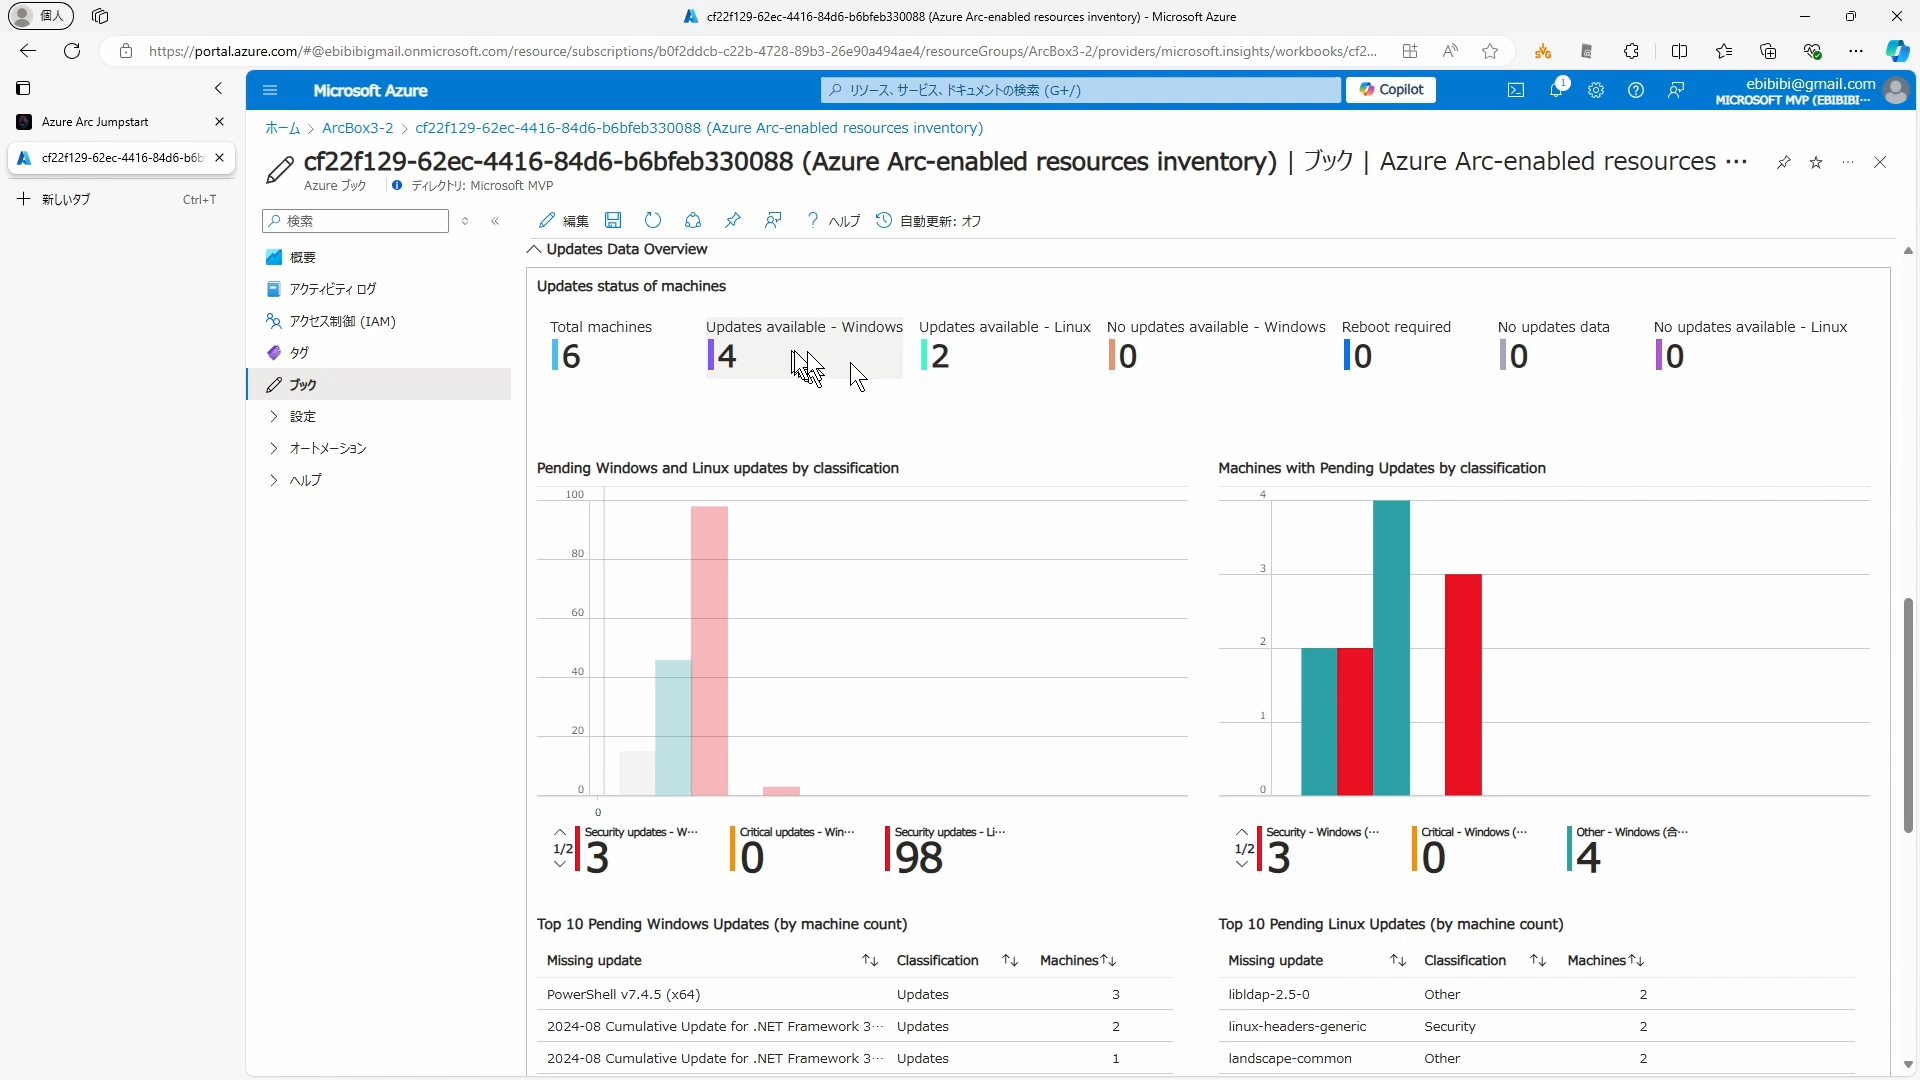 個人
cf22f129-62ec-4416-84d6-b6bfeb330088 (Azure Arc-enabled resources inventory) - Microsoft Azure
https://portal.azure.com/#@ebibibigmail.onmicrosoft.com/resource/subscriptions/b0f2ddcb-c22b-4728-89b3-26e90a494ae4/resourceGroups/ArcBox3-2/providers/microsoft.insights/workbooks/cf2...
Azure Arc Jumpstart
cf22f129-62ec-4416-84d6-b6b
新しいタブ Ctrl+T
Microsoft Azure
リソース、サービス、ドキュメントの検索 (G+/)
Copilot
1
ebibibi@gmail.com
MICROSOFT MVP (EBIBIBI-…
ホーム > ArcBox3-2 > cf22f129-62ec-4416-84d6-b6bfeb330088 (Azure Arc-enabled resources inventory)
cf22f129-62ec-4416-84d6-b6bfeb330088 (Azure Arc-enabled resources inventory) | ブック | Azure Arc-enabled resources …
Azure ブック ディレクトリ: Microsoft MVP
検索
編集 ヘルプ 自動更新: オフ
概要
アクティビティ ログ
アクセス制御 (IAM)
タグ
ブック
設定
オートメーション
ヘルプ
Updates Data Overview
Updates status of machines
Total machines Updates available - Windows Updates available - Linux No updates available - Windows Reboot required No updates data No updates available - Linux
6 4 2 0 0 0 0
Pending Windows and Linux updates by classification
100
80
60
40
20
0
0
1/2
Security updates - W… Critical updates - Win… Security updates - Li…
3 0 98
Machines with Pending Updates by classification
4
3
2
1
0
1/2
Security - Windows (… Critical - Windows (… Other - Windows (合…
3 0 4
Top 10 Pending Windows Updates (by machine count)
Missing update Classification Machines
PowerShell v7.4.5 (x64) Updates 3
2024-08 Cumulative Update for .NET Framework 3… Updates 2
2024-08 Cumulative Update for .NET Framework 3… Updates 1
Top 10 Pending Linux Updates (by machine count)
Missing update Classification Machines
libldap-2.5-0 Other 2
linux-headers-generic Security 2
landscape-common Other 2